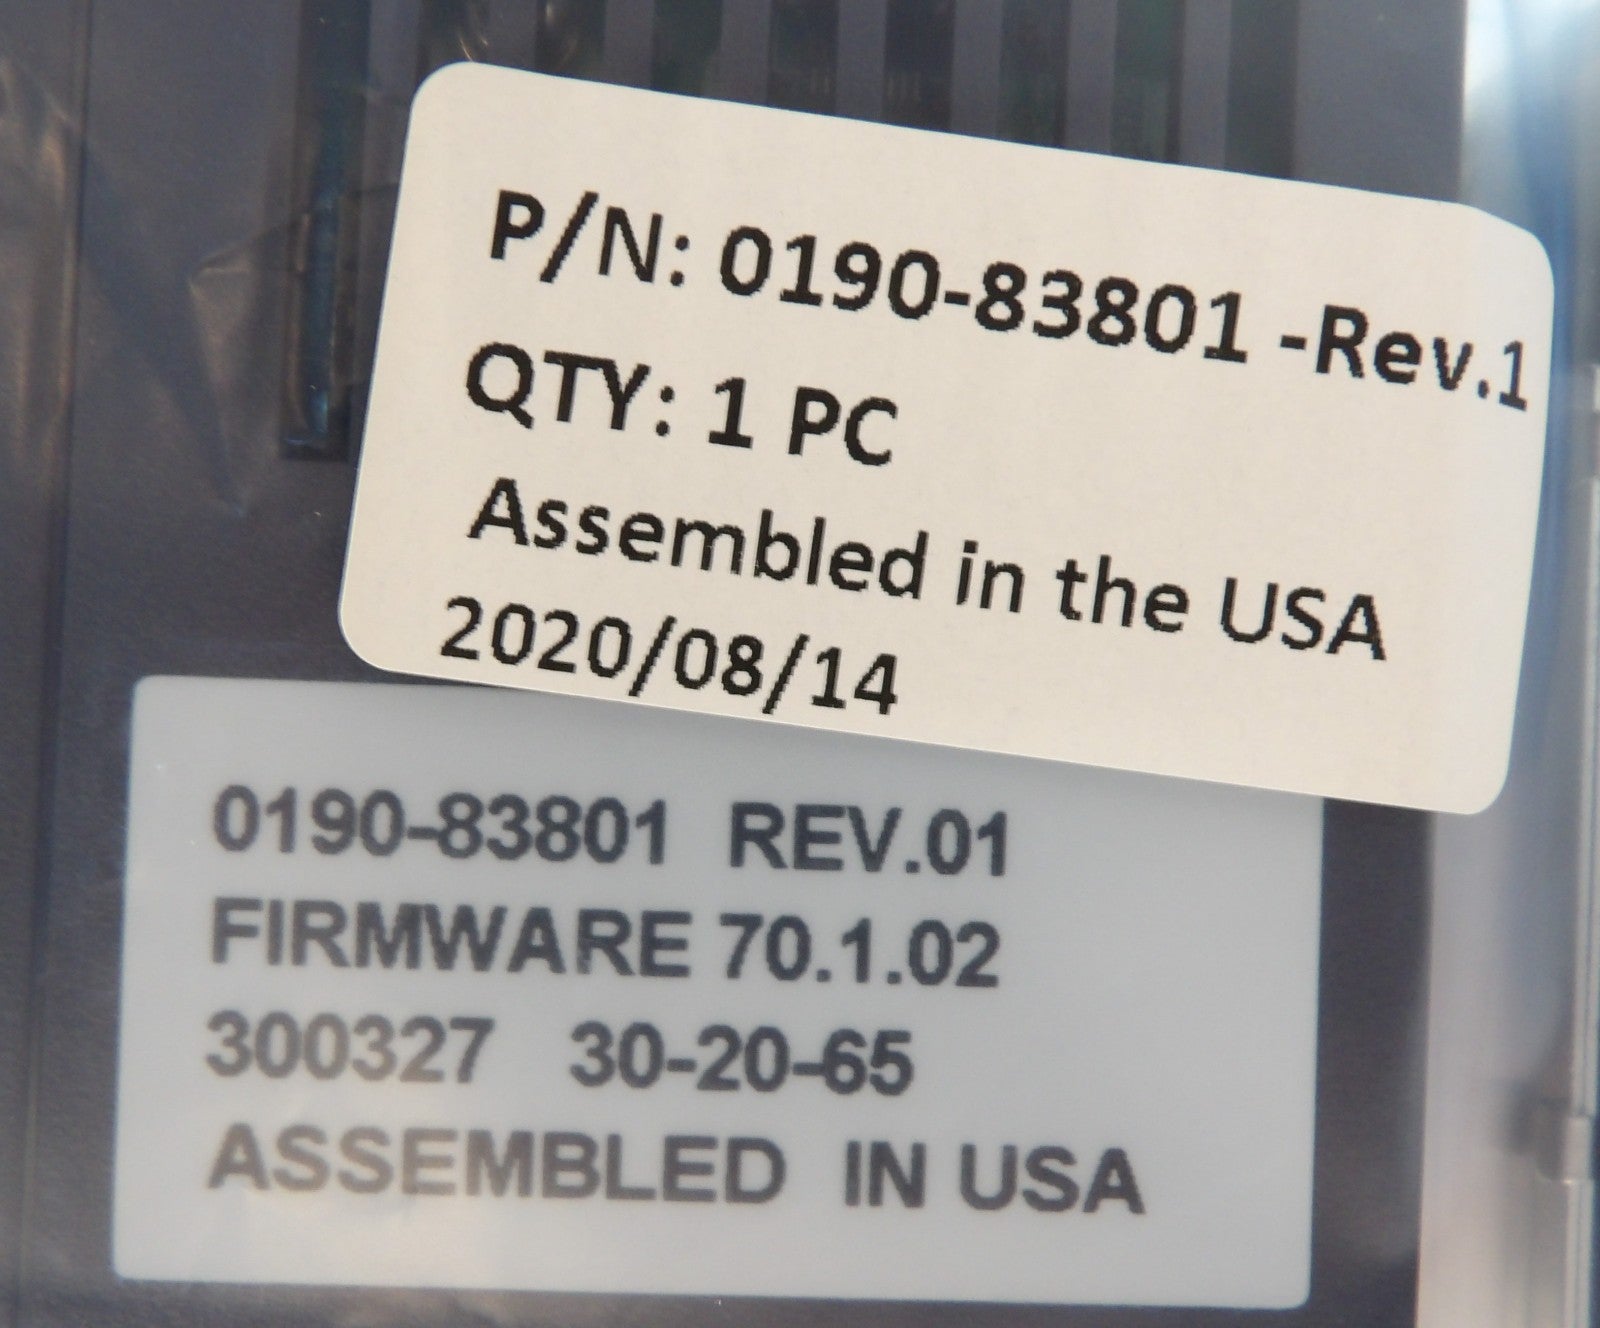 P/N: 0190-83801 -Rev.1
QTY: 1 PC
Assembled in the USA
2020/08/14
0190-83801 REV.01
FIRMWARE 70.1.02
300327 30-20-65
ASSEMBLED IN USA